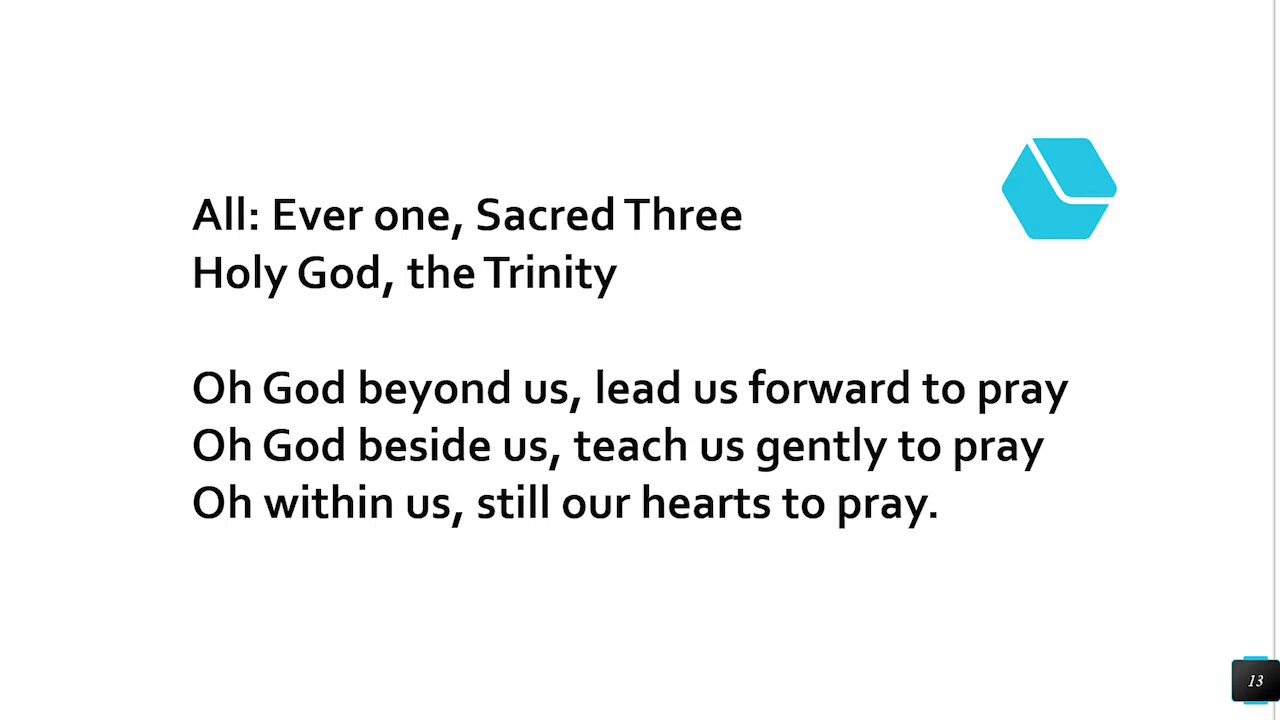 All: Ever one, Sacred Three
Holy God, the Trinity
Oh God beyond us, lead us forward to pray
Oh God beside us, teach us gently to pray
Oh within us, still our hearts to pray.
13